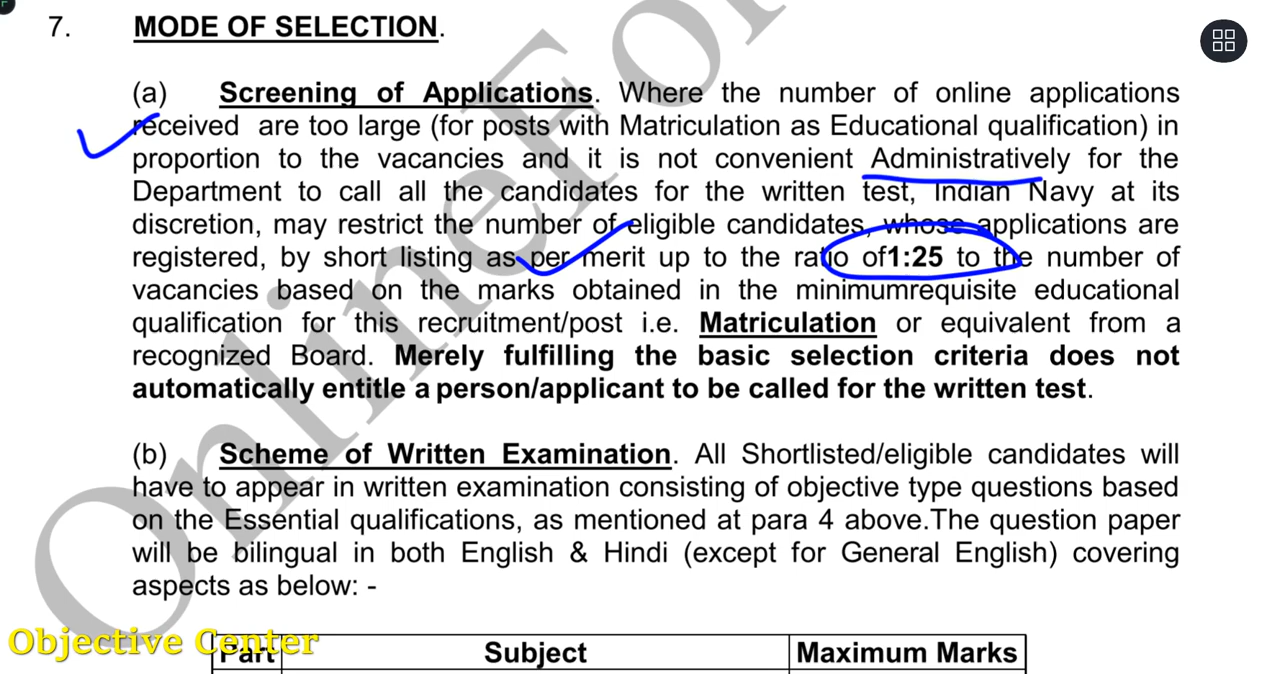 7. MODE OF SELECTION.
(a) Screening of Applications. Where the number of online applications
received are too large (for posts with Matriculation as Educational qualification) in
proportion to the vacancies and it is not convenient Administratively for the
Department to call all the candidates for the written test, Indian Navy at its
discretion, may restrict the number of eligible candidates, whose applications are
registered, by short listing as per merit up to the ratio of1:25 to the number of
vacancies based on the marks obtained in the minimumrequisite educational
qualification for this recruitment/post i.e. Matriculation or equivalent from a
recognized Board. Merely fulfilling the basic selection criteria does not
automatically entitle a person/applicant to be called for the written test.
(b) Scheme of Written Examination. All Shortlisted/eligible candidates will
have to appear in written examination consisting of objective type questions based
on the Essential qualifications, as mentioned at para 4 above.The question paper
will be bilingual in both English & Hindi (except for General English) covering
aspects as below: -
Objective Center
Part Subject Maximum Marks
OnlineFo